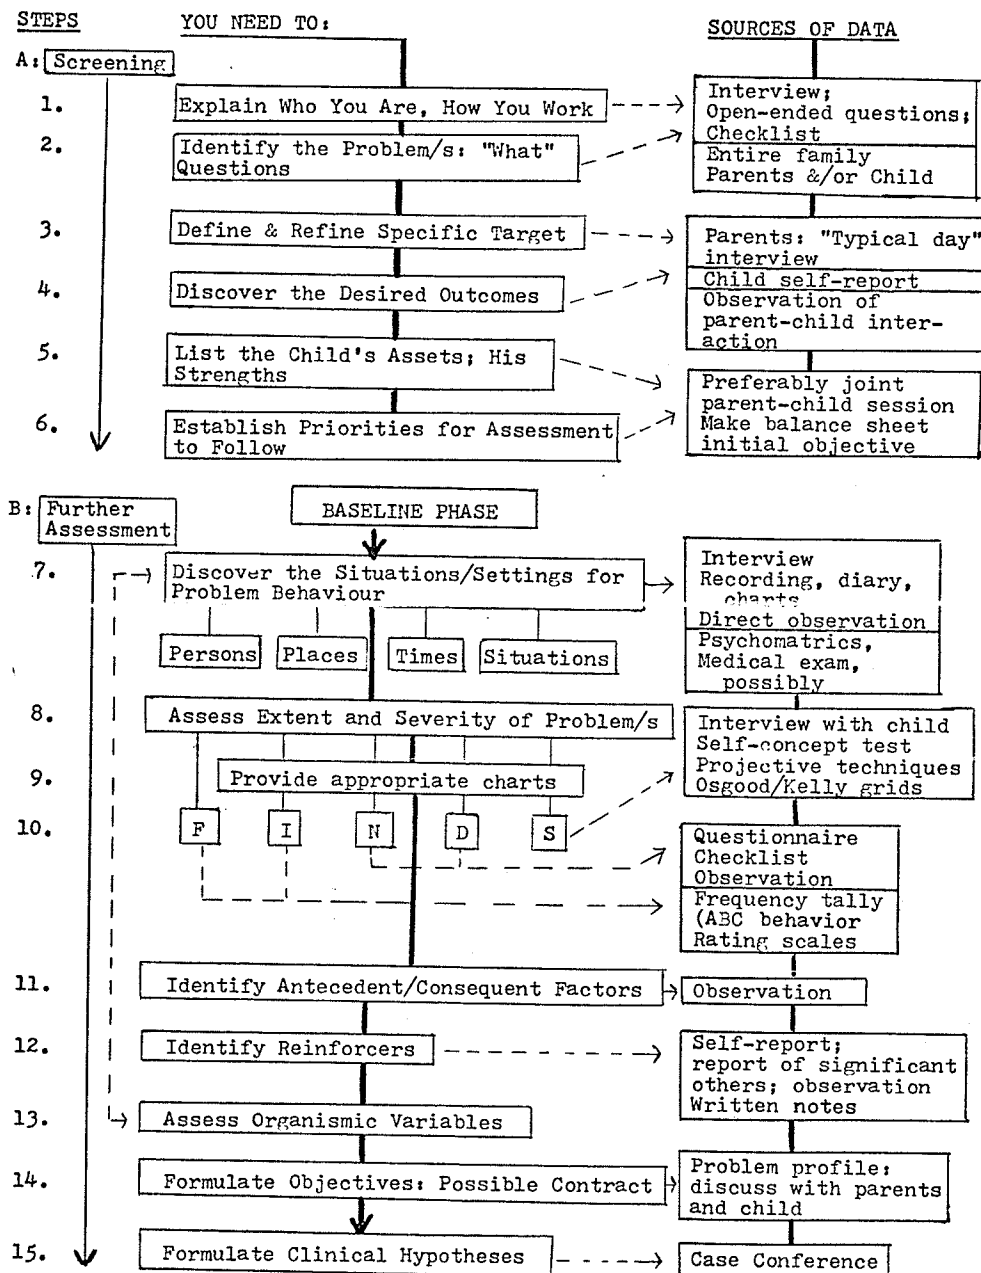 STEPS
YOU NEED TO:
SOURCES OF DATA
A: Screening
1.
Explain Who You Are, How You Work
Interview;
Open-ended questions;
Checklist
2.
Identify the Problem/s: "What"
Questions
Entire family
Parents &/or Child
3.
Define & Refine Specific Target
Parents: "Typical day"
interview
4.
Discover the Desired Outcomes
Child self-report
Observation of
parent-child inter-
action
5.
List the Child's Assets; His
Strengths
Preferably joint
parent-child session
Make balance sheet
initial objective
6.
Establish Priorities for Assessment
to Follow
B: Further
Assessment
BASELINE PHASE
7.
Discover the Situations/Settings for
Problem Behaviour
Interview
Recording, diary,
charts
Direct observation
Psychomatrics,
Medical exam,
possibly
Persons Places Times Situations
8.
Assess Extent and Severity of Problem/s
Interview with child
Self-concept test
Projective techniques
Osgood/Kelly grids
9.
Provide appropriate charts
10.
F I N D S
Questionnaire
Checklist
Observation
Frequency tally
(ABC behavior
Rating scales
11.
Identify Antecedent/Consequent Factors
Observation
12.
Identify Reinforcers
Self-report;
report of significant
others; observation
Written notes
13.
Assess Organismic Variables
14.
Formulate Objectives: Possible Contract
Problem profile:
discuss with parents
and child
15.
Formulate Clinical Hypotheses
Case Conference